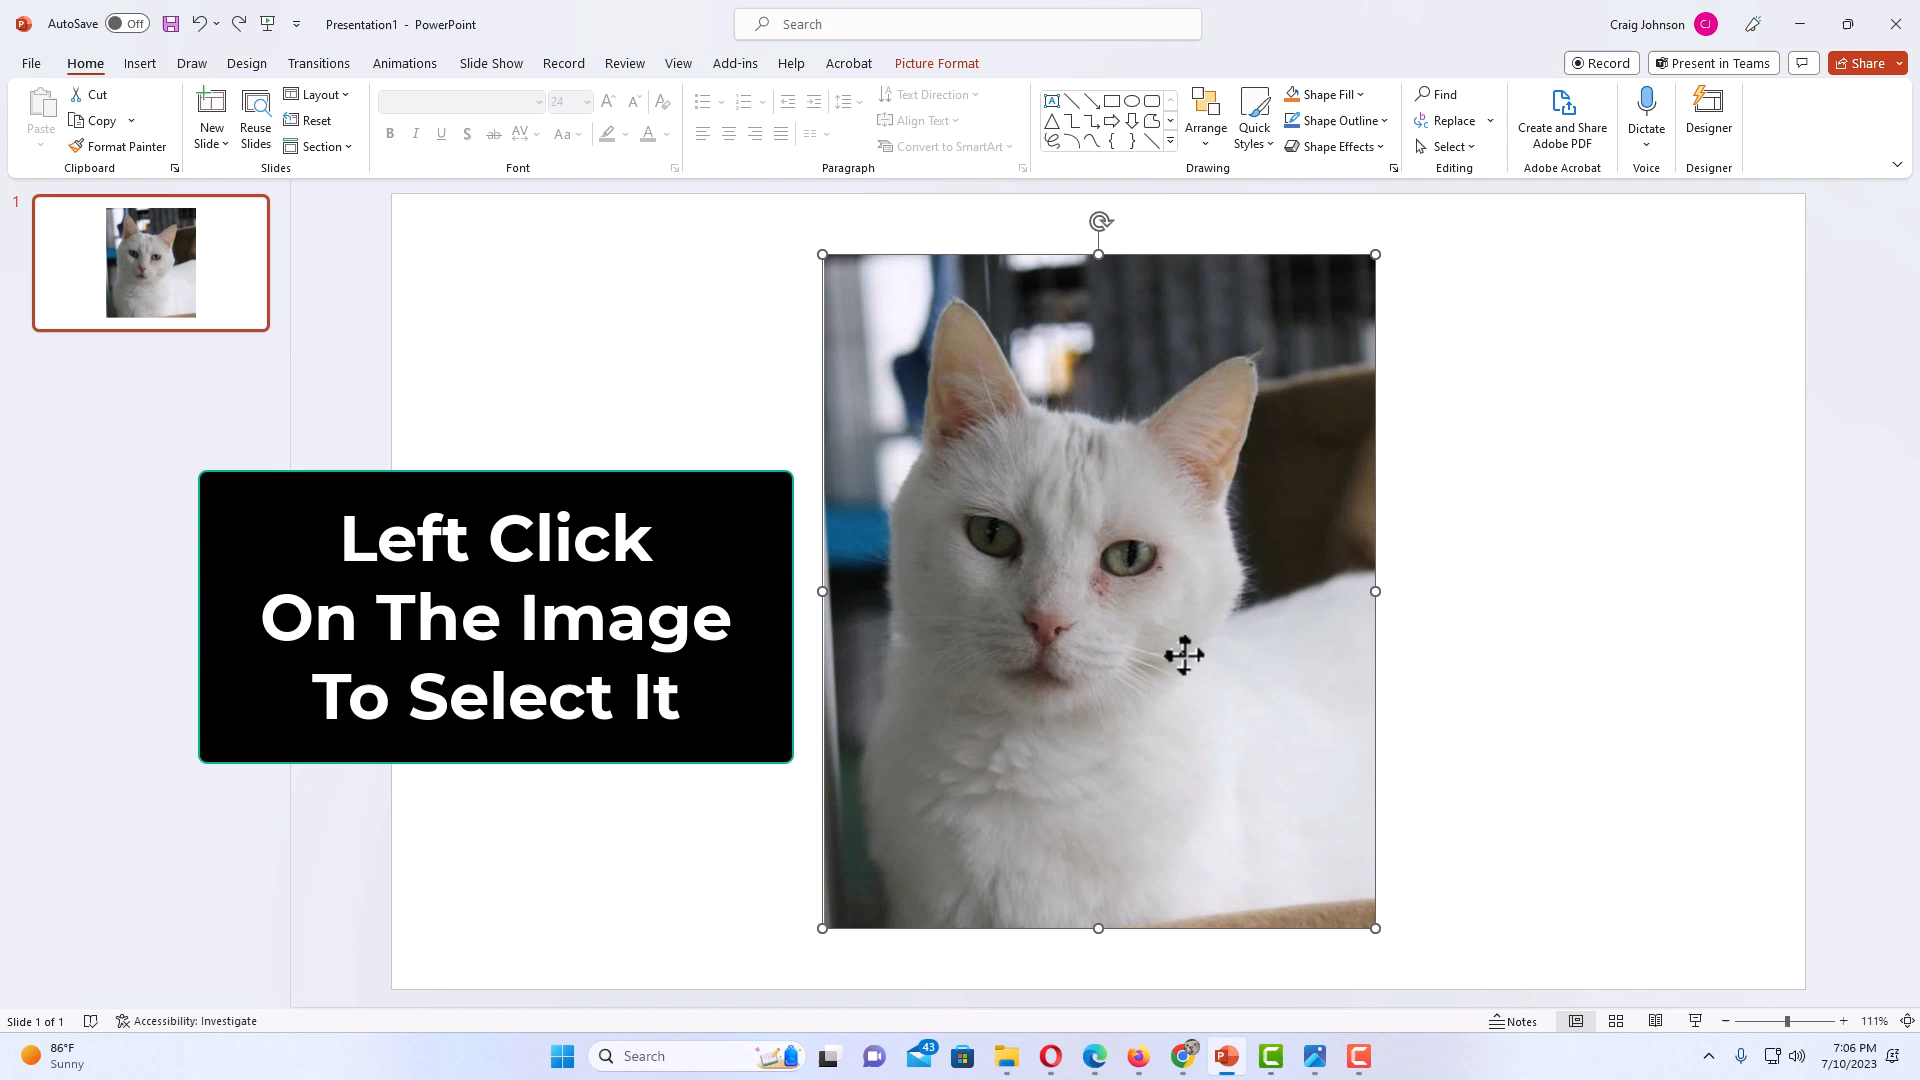 AutoSave Off Presentation1 - PowerPoint Search Craig Johnson CJ
File Home Insert Draw Design Transitions Animations Slide Show Record Review View Add-ins Help Acrobat Picture Format Record Present in Teams Share
Paste
Cut
Copy
Format Painter
Clipboard
New
Slide
Reuse
Slides
Layout
Reset
Section
Slides
24
B I U S ab AV Aa A
Font
Paragraph
Text Direction
Align Text
Convert to SmartArt
Arrange
Quick
Styles
Shape Fill
Shape Outline
Shape Effects
Drawing
Find
Replace
Select
Editing
Create and Share
Adobe PDF
Adobe Acrobat
Dictate
Voice
Designer
Designer
1
Left Click
On The Image
To Select It
Slide 1 of 1 Accessibility: Investigate Notes 111%
86°F
Sunny
Search
43
7:06 PM
7/10/2023